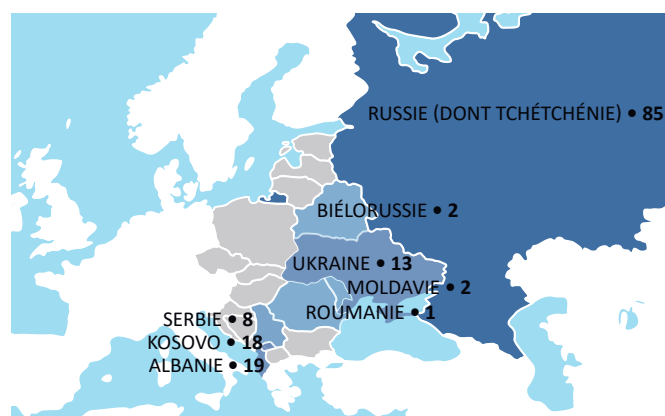 RUSSIE (DONT TCHÉTCHÉNIE) • 85
BIÉLORUSSIE • 2
UKRAINE • 13
MOLDAVIE • 2
ROUMANIE • 1
SERBIE • 8
KOSOVO • 18
ALBANIE • 19